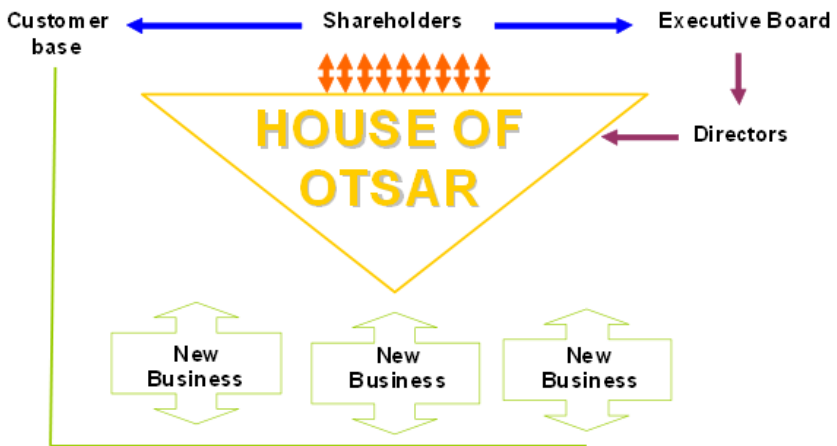 Customer
base
Shareholders
Executive Board
Directors
HOUSE OF
OTSAR
New
Business
New
Business
New
Business